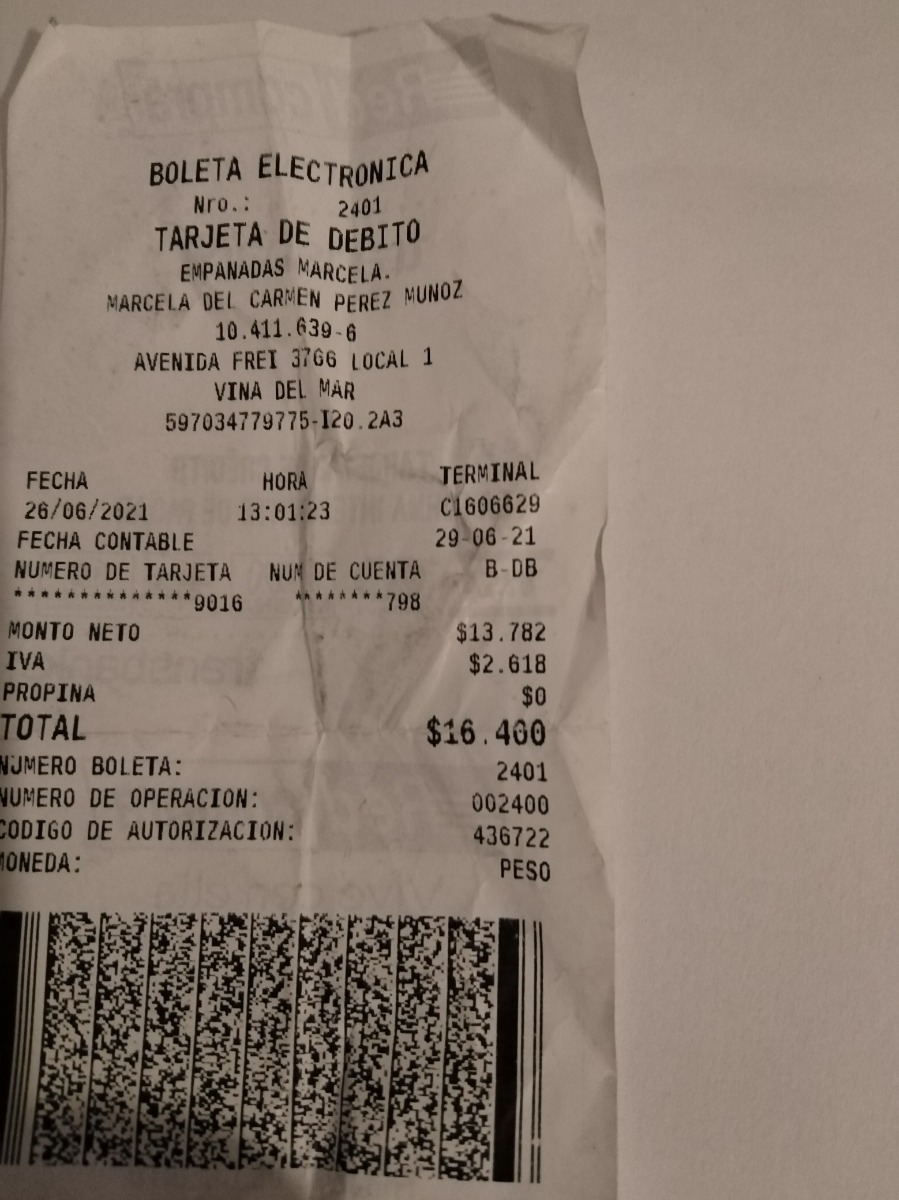 BOLETA ELECTRONICA
Nro.: 2401
TARJETA DE DEBITO
EMPANADAS MARCELA.
MARCELA DEL CARMEN PEREZ MUNOZ
10.411.639-6
AVENIDA FREI 3766 LOCAL 1
VINA DEL MAR
597034779775-I20.2A3
FECHA HORA TERMINAL
26/06/2021 13:01:23 C1606629
FECHA CONTABLE 29-06-21
NUMERO DE TARJETA NUM DE CUENTA B-DB
**************9016 *******798
MONTO NETO $13.782
IVA $2.618
PROPINA $0
TOTAL $16.400
NUMERO BOLETA: 2401
NUMERO DE OPERACION: 002400
CODIGO DE AUTORIZACION: 436722
MONEDA: PESO